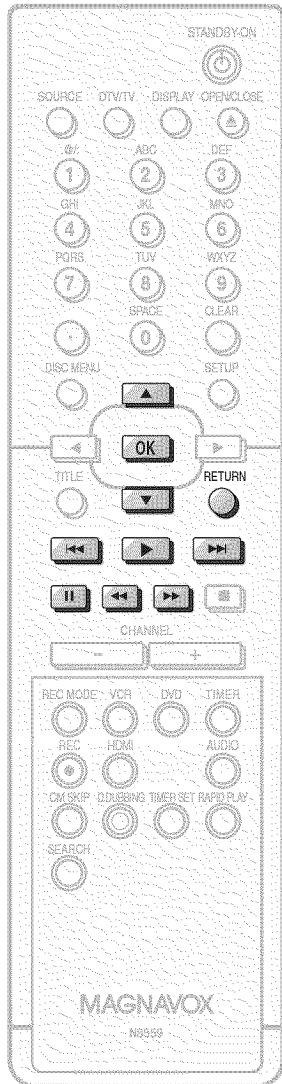 STANDBY-ON
SOURCE DTV/TV DISPLAY OPEN/CLOSE
.@/: ABC DEF
1 2 3
GHI JKL MNO
4 5 6
PQRS TUV WXYZ
7 8 9
SPACE CLEAR
. 0
DISC MENU SETUP
OK
TITLE RETURN
CHANNEL
- +
REC MODE VCR DVD TIMER
REC HDMI AUDIO
CM SKIP D.DUBBING TIMER SET RAPID PLAY
SEARCH
MAGNAVOX